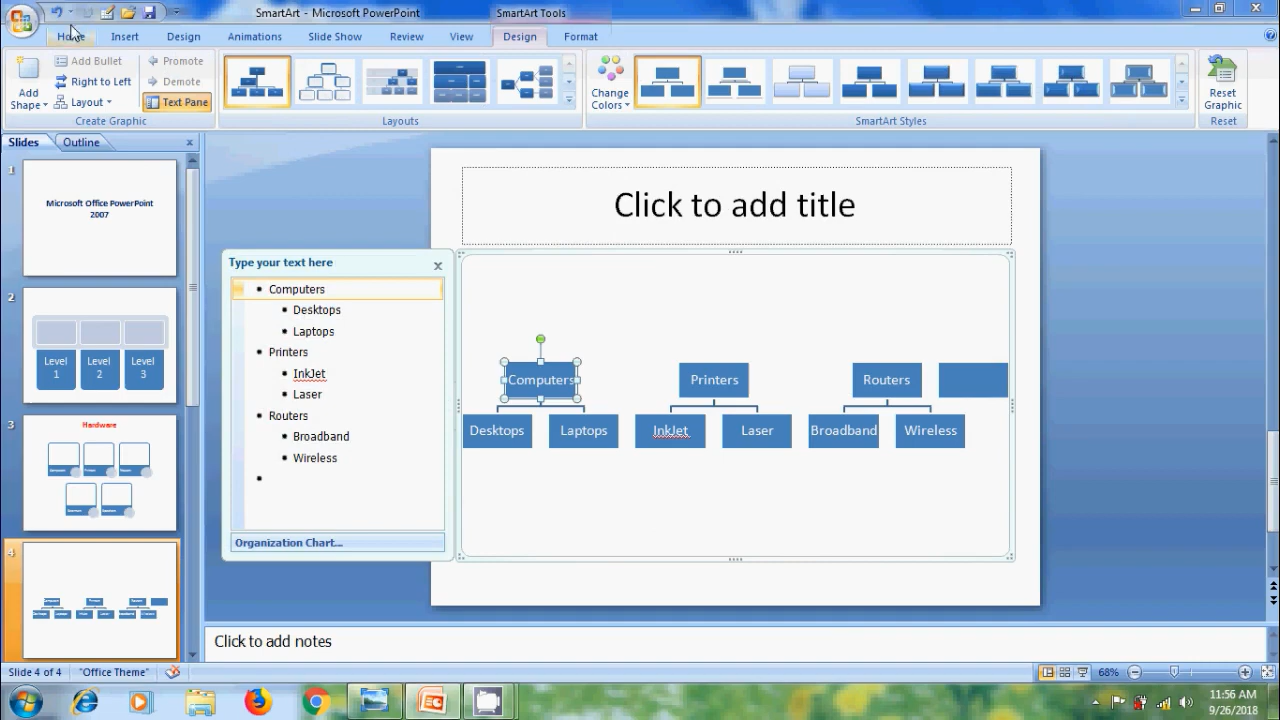 SmartArt - Microsoft PowerPoint
SmartArt Tools
Home Insert Design Animations Slide Show Review View Design Format
Add Shape
Add Bullet
Right to Left
Layout
Promote
Demote
Text Pane
Create Graphic
Layouts
Change Colors
SmartArt Styles
Reset Graphic
Reset
Slides Outline
1
Microsoft Office PowerPoint
2007
2
Level 1
Level 2
Level 3
3
Hardware
4
Click to add title
Type your text here
Computers
Desktops
Laptops
Printers
InkJet
Laser
Routers
Broadband
Wireless
Organization Chart...
Computers Printers Routers
Desktops Laptops InkJet Laser Broadband Wireless
Click to add notes
Slide 4 of 4 "Office Theme" 68%
11:56 AM
9/26/2018